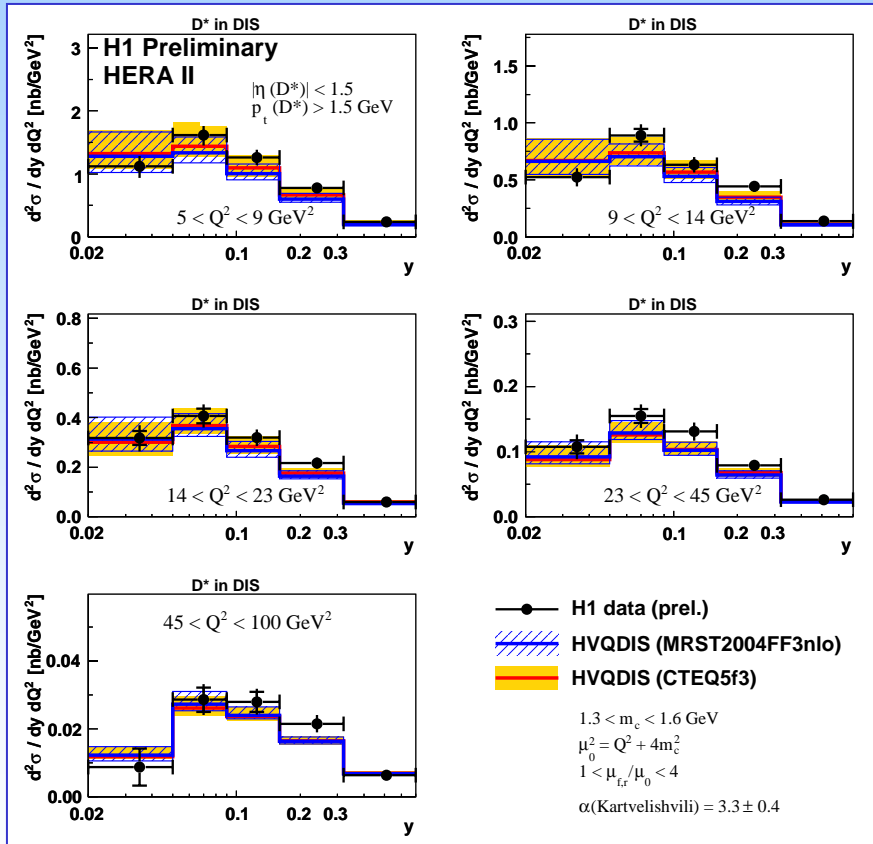 D* in DIS
H1 Preliminary
HERA II
|η (D*)| < 1.5
p_t (D*) > 1.5 GeV
d²σ / dy dQ² [nb/GeV²]
3
2
1
0
5 < Q² < 9 GeV²
0.02 0.1 0.2 0.3
y
D* in DIS
d²σ / dy dQ² [nb/GeV²]
1.5
1.0
0.5
0.0
9 < Q² < 14 GeV²
0.02 0.1 0.2 0.3
y
D* in DIS
d²σ / dy dQ² [nb/GeV²]
0.8
0.6
0.4
0.2
0.0
14 < Q² < 23 GeV²
0.02 0.1 0.2 0.3
y
D* in DIS
d²σ / dy dQ² [nb/GeV²]
0.3
0.2
0.1
0.0
23 < Q² < 45 GeV²
0.02 0.1 0.2 0.3
y
D* in DIS
d²σ / dy dQ² [nb/GeV²]
45 < Q² < 100 GeV²
0.04
0.02
0.00
0.02 0.1 0.2 0.3
y
H1 data (prel.)
HVQDIS (MRST2004FF3nlo)
HVQDIS (CTEQ5f3)
1.3 < m_c < 1.6 GeV
μ₀² = Q² + 4m_c²
1 < μ_f,r/μ₀ < 4
α(Kartvelishvili) = 3.3 ± 0.4